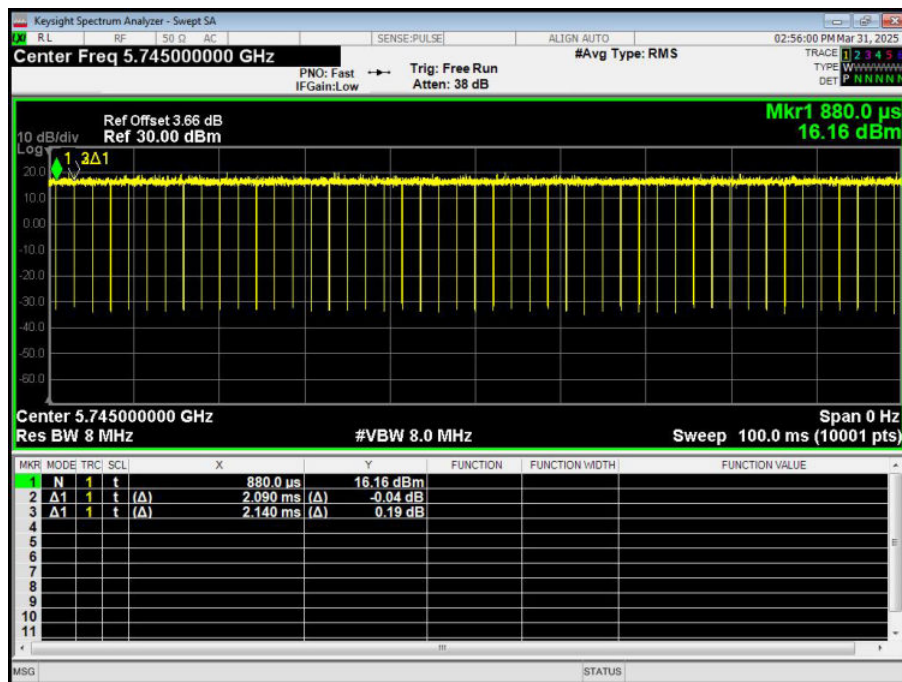 Keysight Spectrum Analyzer - Swept SA
RL RF 50 Ω AC SENSE:PULSE ALIGN AUTO 02:56:00 PM Mar 31, 2025
Center Freq 5.745000000 GHz #Avg Type: RMS TRACE 1 2 3 4 5 6
PNO: Fast Trig: Free Run TYPE
IFGain:Low Atten: 38 dB DET P N N N N N
Mkr1 880.0 µs
16.16 dBm
Ref Offset 3.66 dB
10 dB/div Ref 30.00 dBm
Log
20.0
10.0
0.00
-10.0
-20.0
-30.0
-40.0
-50.0
-60.0
Center 5.745000000 GHz Span 0 Hz
Res BW 8 MHz #VBW 8.0 MHz Sweep 100.0 ms (10001 pts)
MKR MODE TRC SCL X Y FUNCTION FUNCTION WIDTH FUNCTION VALUE
1 N 1 t 880.0 µs 16.16 dBm
2 Δ1 1 t (Δ) 2.090 ms (Δ) -0.04 dB
3 Δ1 1 t (Δ) 2.140 ms (Δ) 0.19 dB
4
5
6
7
8
9
10
11
MSG STATUS